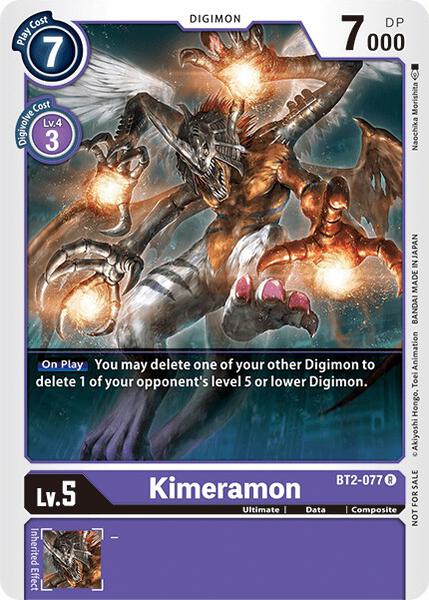 Play Cost
7
DIGIMON
7000
DP
Digivolve Cost
Lv.4
3
Naochika Morishita
On Play You may delete one of your other Digimon to
delete 1 of your opponent's level 5 or lower Digimon.
© Akiyoshi Hongo, Toei Animation BANDAI MADE IN JAPAN
NOT FOR SALE
Lv.5
Kimeramon
BT2-077 R
Ultimate | Data | Composite
Inherited Effect
–